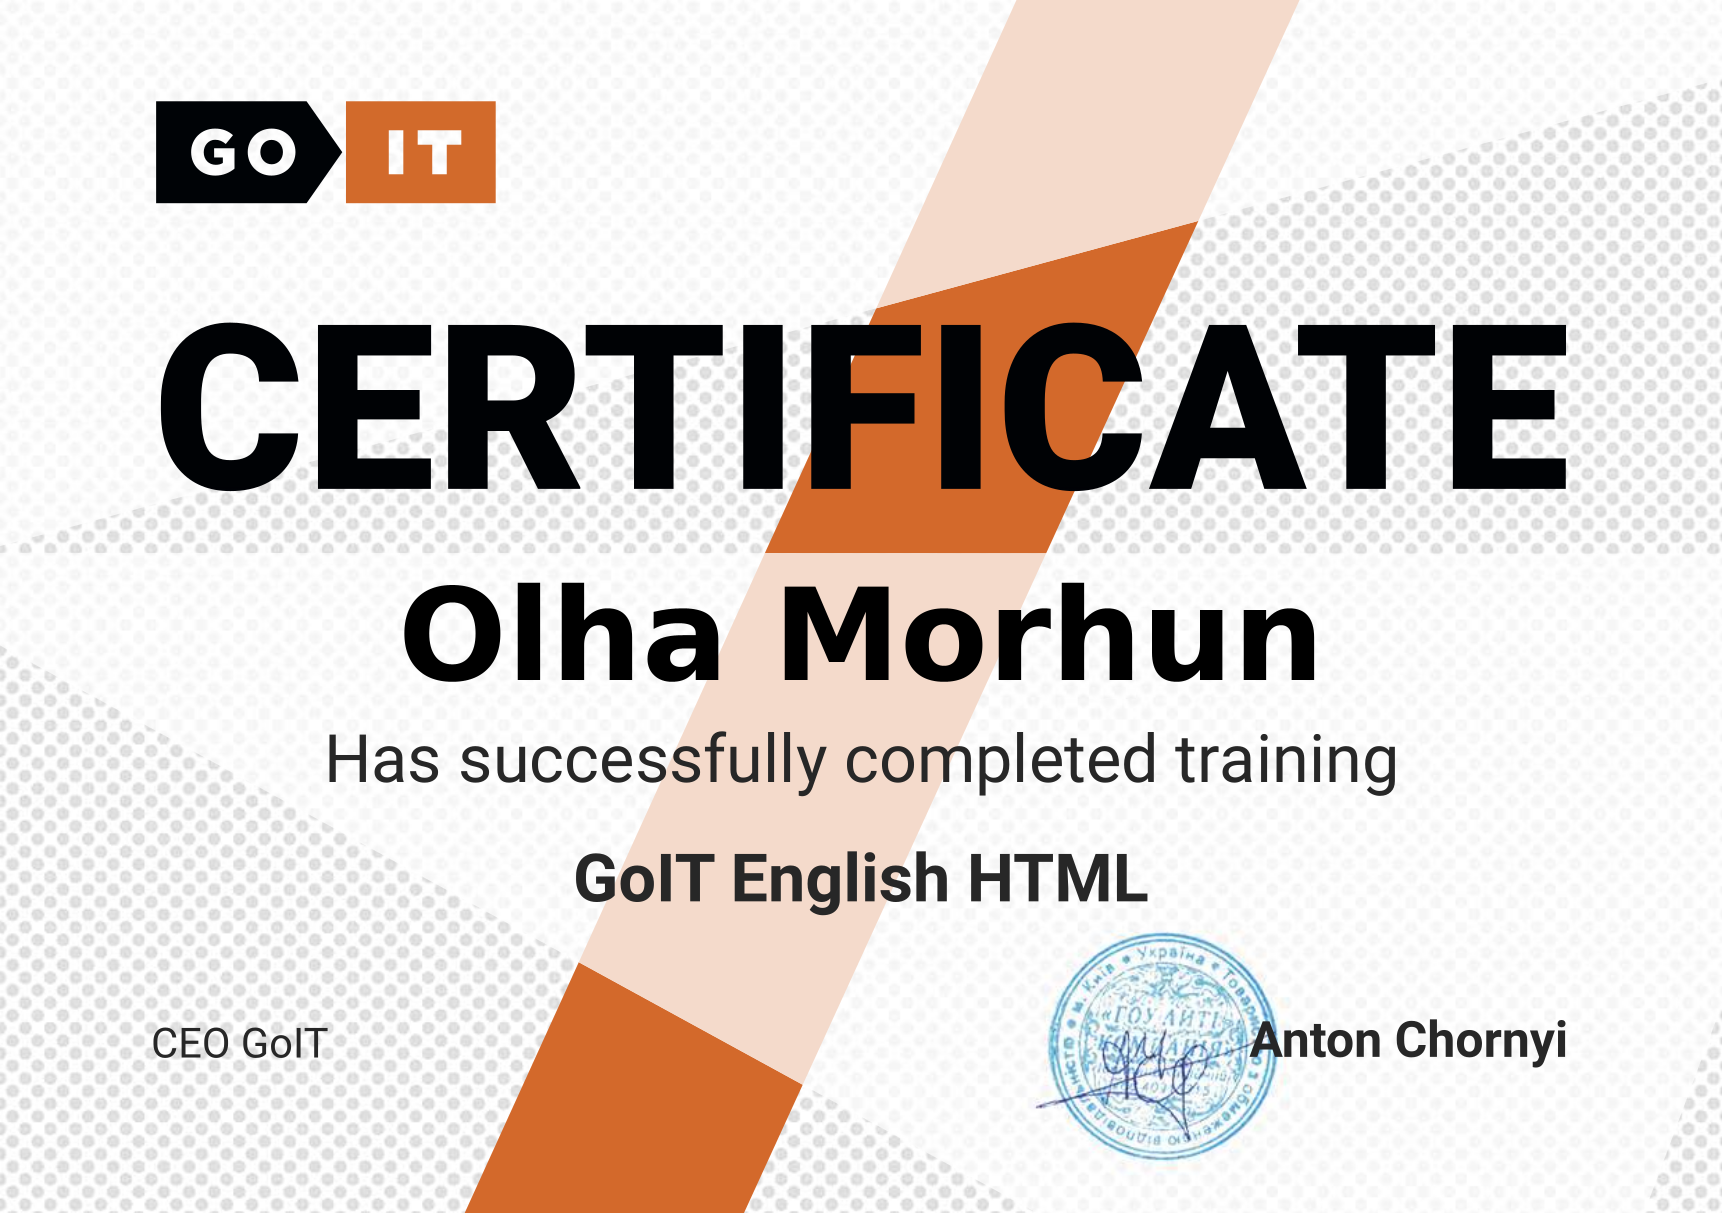 GO IT
CERTIFICATE
Olha Morhun
Has successfully completed training
GoIT English HTML
CEO GoIT
Anton Chornyi
Україна
м. Київ
«ГОУ АЙТІ